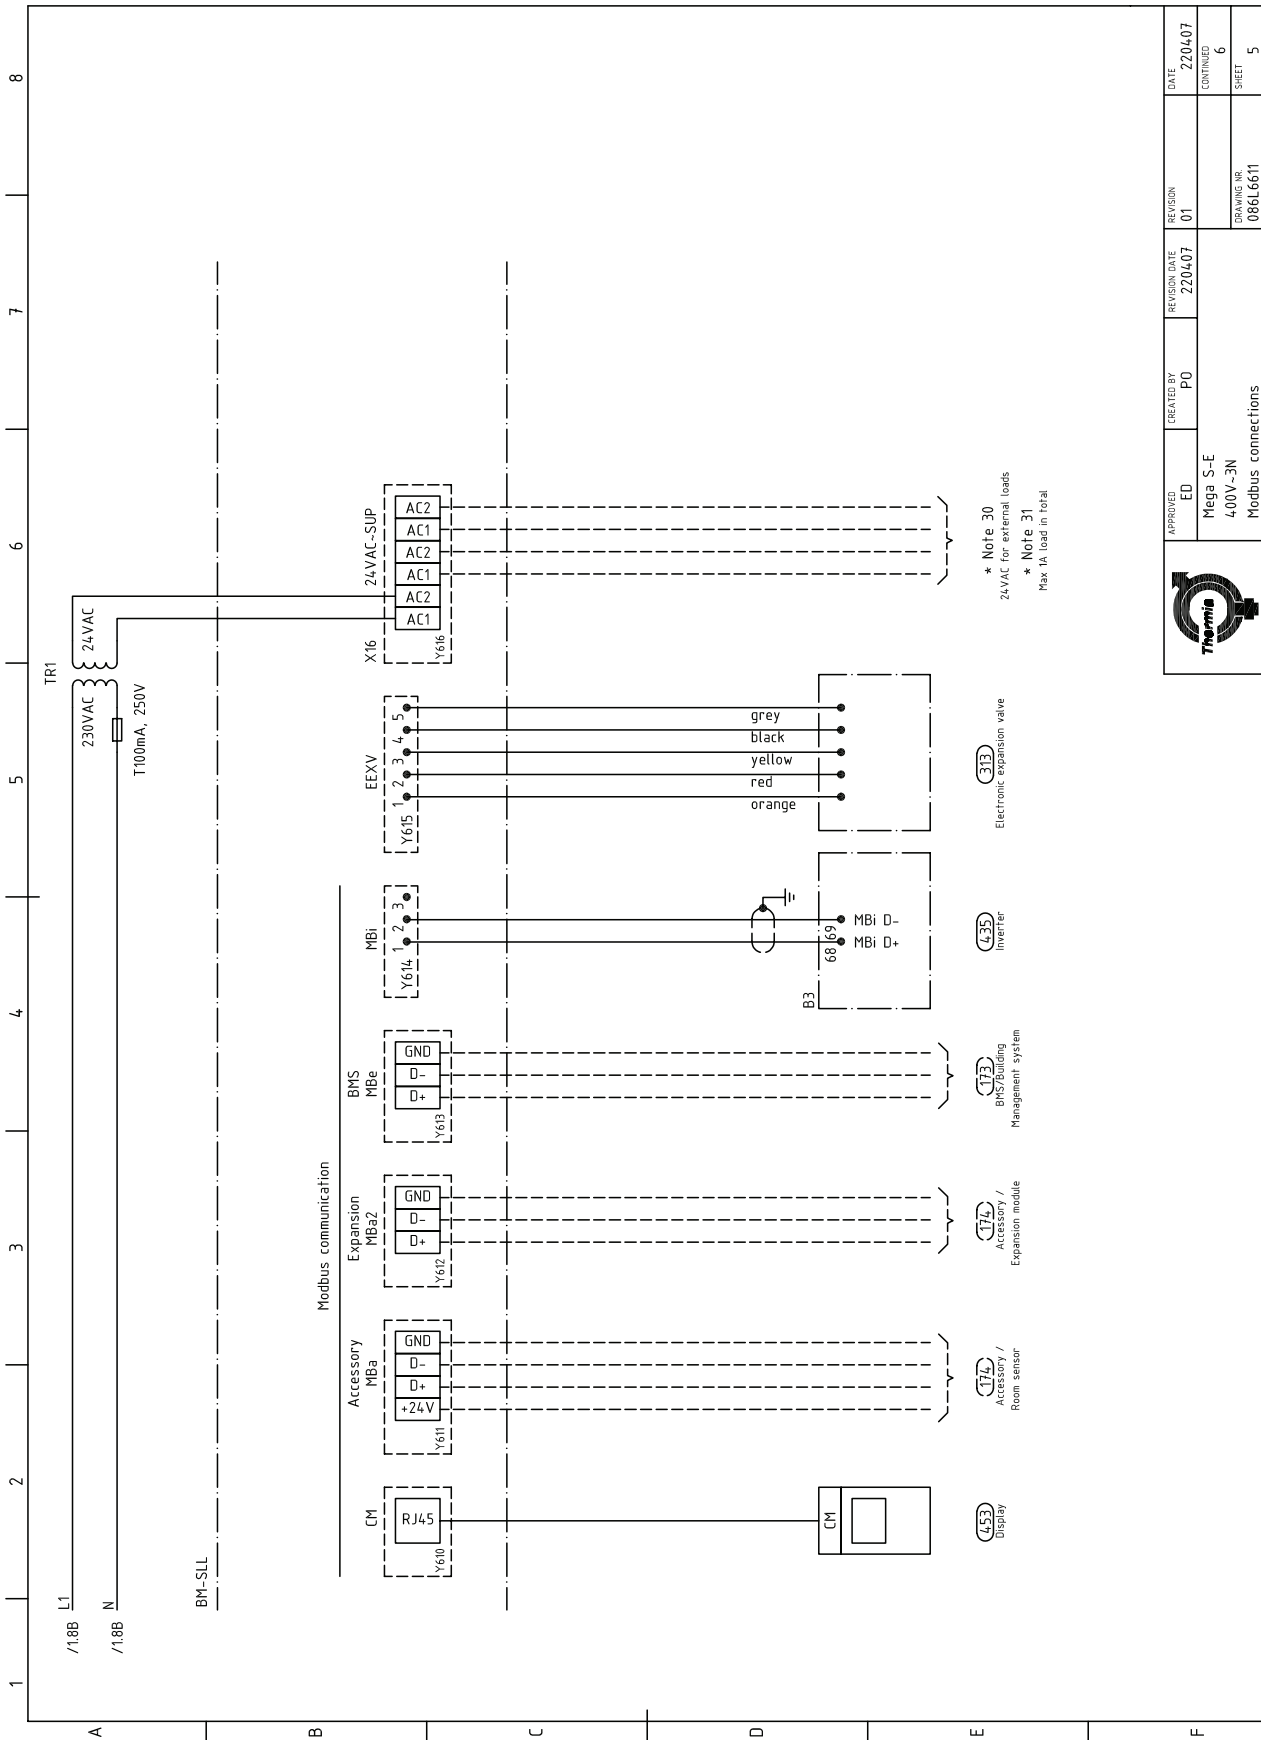 1
2
3
4
5
6
7
8
A
B
C
D
E
F
/1.8B L1
/1.8B N
230VAC
24VAC
TR1
T100mA, 250V
BM-SLL
Modbus communication
CM
RJ45
Y610
Accessory
MBa
+24V
D+
D-
GND
Y611
Expansion
MBa2
D+
D-
GND
Y612
BMS
MBe
D+
D-
GND
Y613
MBi
1 2 3
Y614
EEXV
1 2 3 4 5
Y615
X16
24VAC~SUP
AC1
AC2
AC1
AC2
AC1
AC2
Y616
CM
B3
68 69
MBi D-
MBi D+
grey
black
yellow
red
orange
453
Display
174
Accessory /
Room sensor
174
Accessory /
Expansion module
173
BMS/Building
Management system
435
Inverter
313
Electronic expansion valve
* Note 30
24VAC for external loads
* Note 31
Max 1A load in total
Thermia
APPROVED
ED
CREATED BY
PO
REVISION DATE
220407
REVISION
01
DATE
220407
Mega S-E
400V~3N
Modbus connections
CONTINUED
6
DRAWING NR.
086L6611
SHEET
5